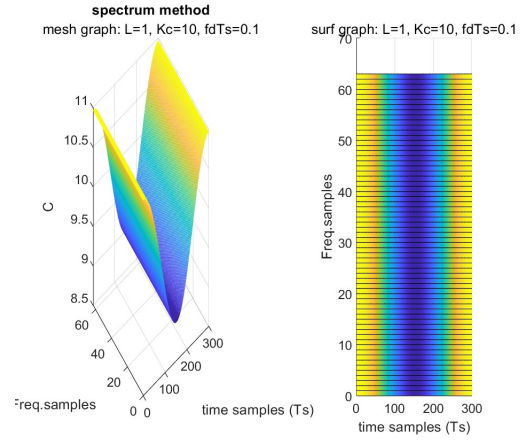 spectrum method
mesh graph: L=1, Kc=10, fdTs=0.1
11
10.5
10
9.5
9
8.5
C
60
40
20
0
0
100
200
300
Freq.samples
time samples (Ts)
surf graph: L=1, Kc=10, fdTs=0.1
70
60
50
40
30
20
10
0
Freq.samples
0 100 200 300
time samples (Ts)